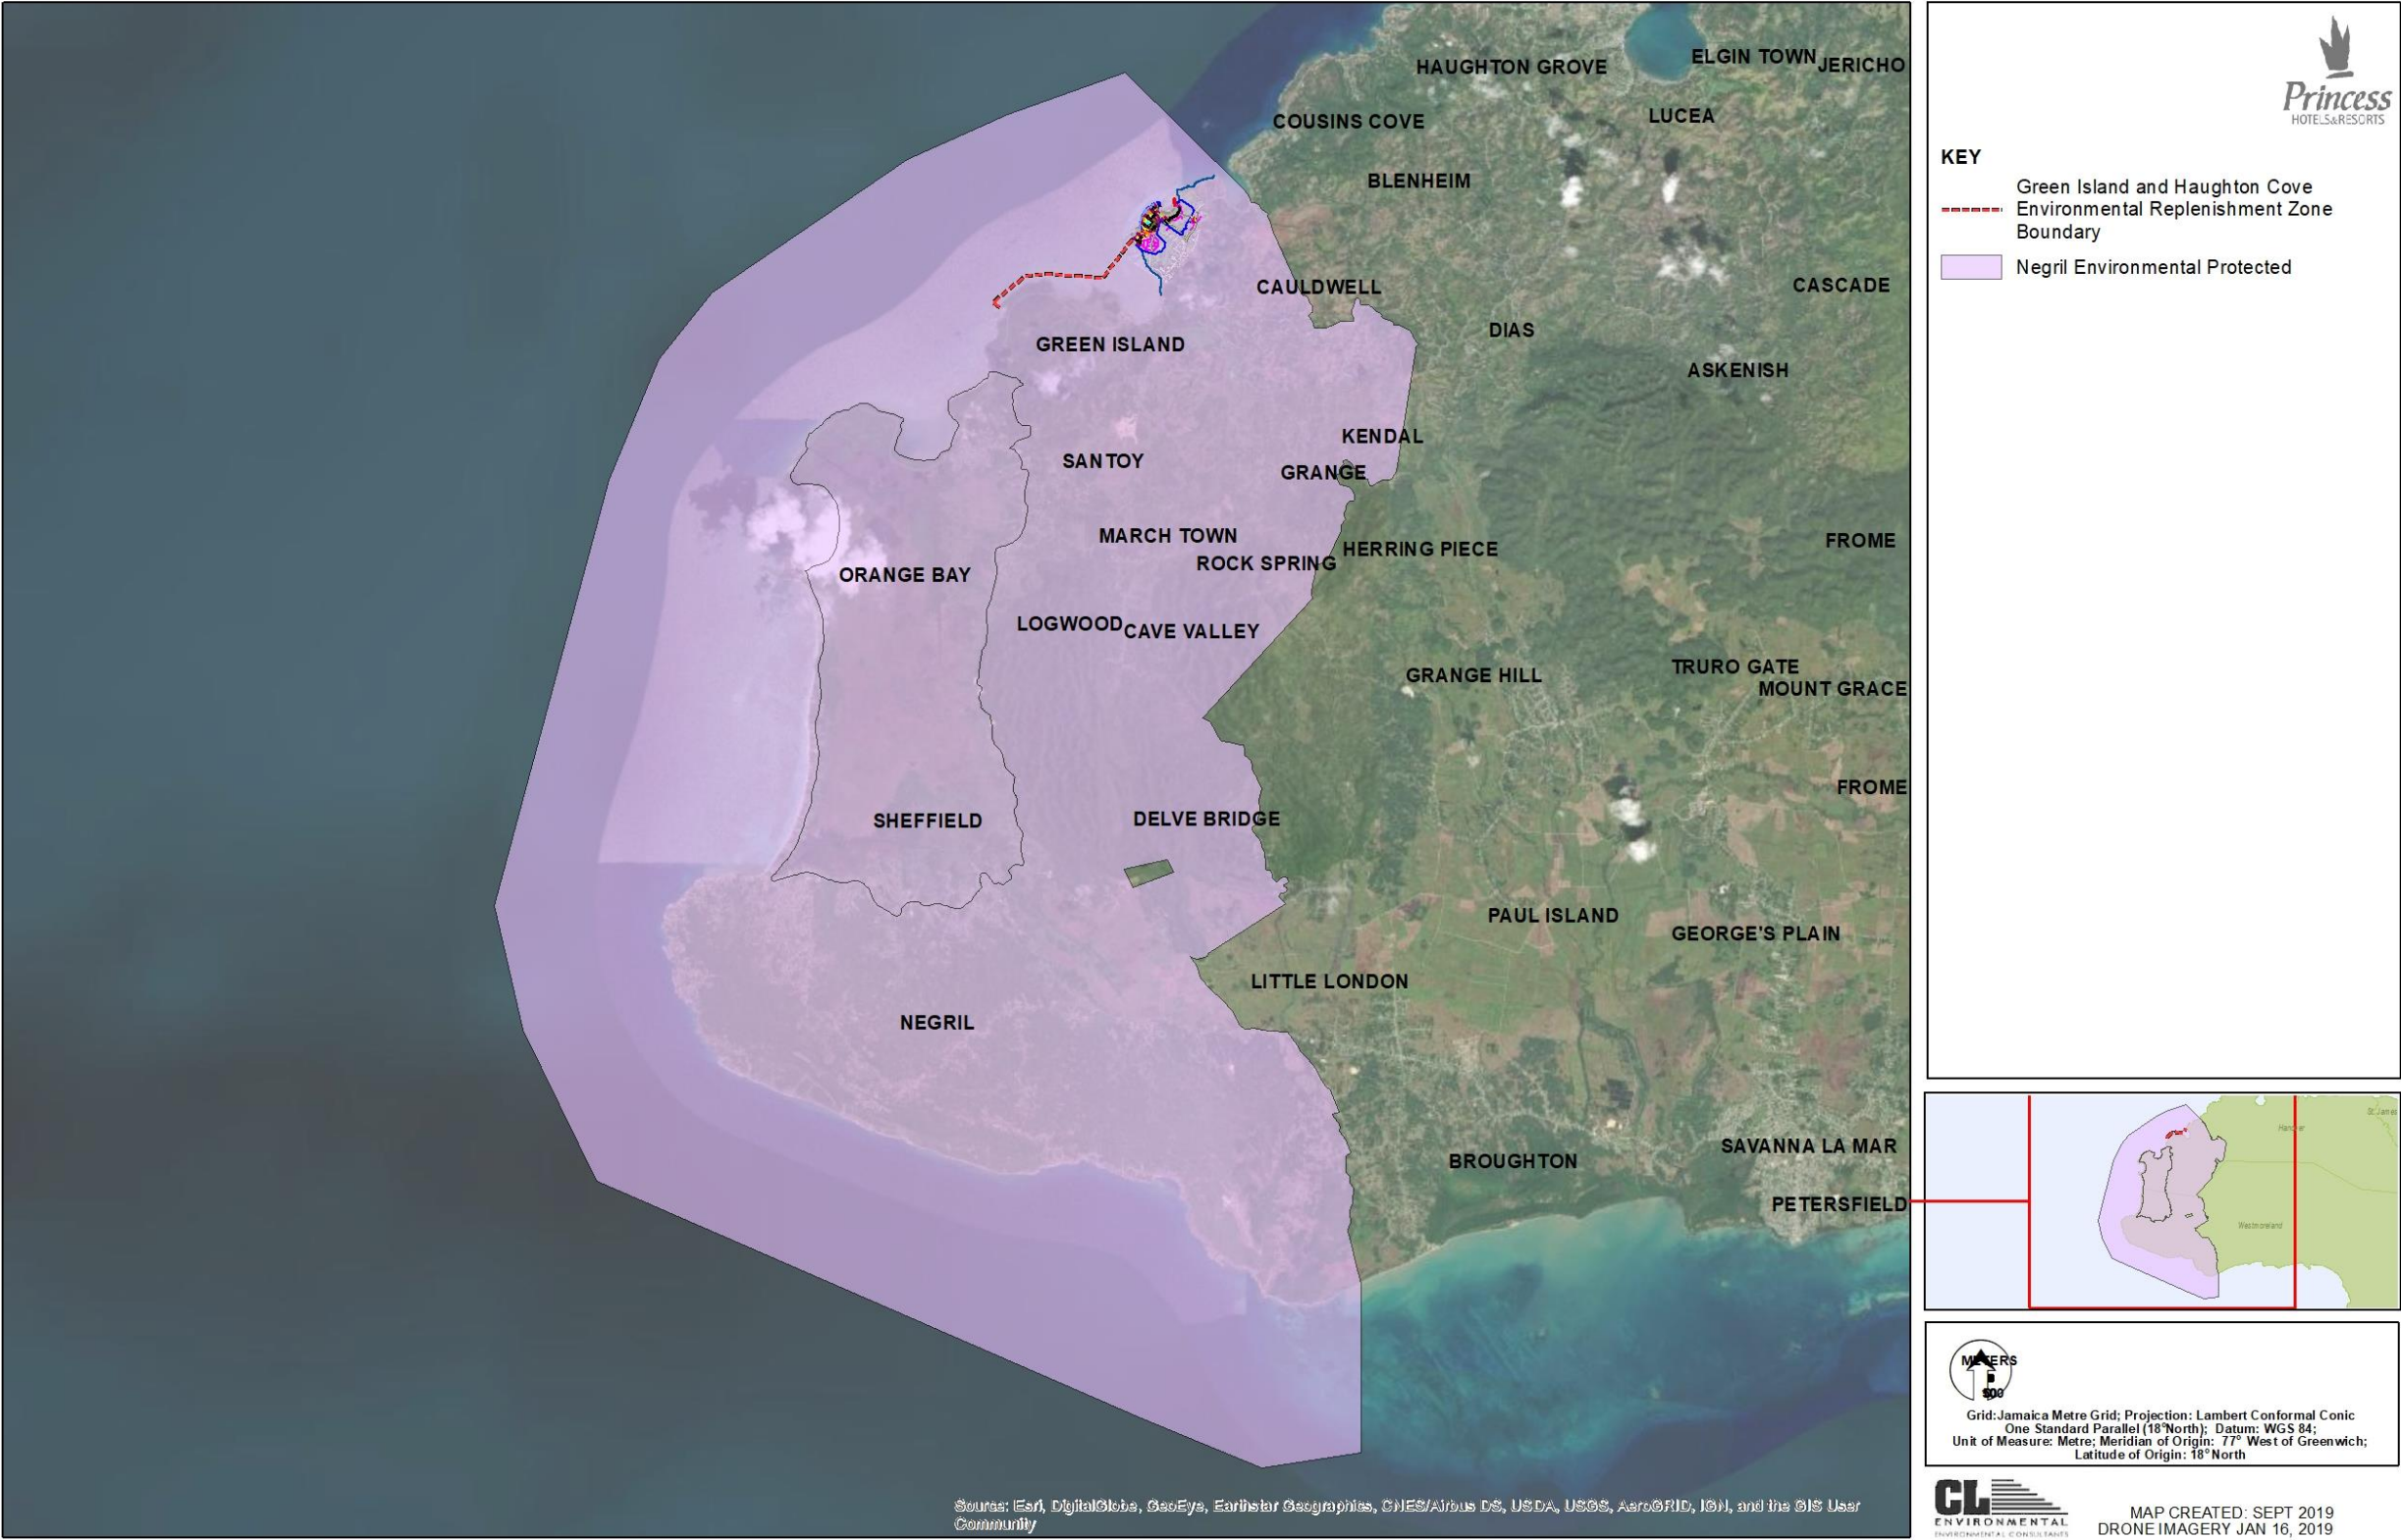 HAUGHTON GROVE
ELGIN TOWN
JERICHO
COUSINS COVE
LUCEA
BLENHEIM
CAULDWELL
CASCADE
GREEN ISLAND
DIAS
ASKENISH
KENDAL
SANTOY
GRANGE
MARCH TOWN
ROCK SPRING
HERRING PIECE
FROME
ORANGE BAY
LOGWOOD
CAVE VALLEY
GRANGE HILL
TRURO GATE
MOUNT GRACE
FROME
SHEFFIELD
DELVE BRIDGE
PAUL ISLAND
GEORGE'S PLAIN
LITTLE LONDON
NEGRIL
BROUGHTON
SAVANNA LA MAR
PETERSFIELD
Source: Esri, DigitalGlobe, GeoEye, Earthstar Geographics, CNES/Airbus DS, USDA, USGS, AeroGRID, IGN, and the GIS User
Community
Princess
HOTELS&RESORTS
KEY
Green Island and Haughton Cove
Environmental Replenishment Zone
Boundary
Negril Environmental Protected
St. James
Hanover
Westmoreland
METERS
Grid:Jamaica Metre Grid; Projection: Lambert Conformal Conic
One Standard Parallel (18°North); Datum: WGS 84;
Unit of Measure: Metre; Meridian of Origin: 77° West of Greenwich;
Latitude of Origin: 18° North
CL
ENVIRONMENTAL
ENVIRONMENTAL CONSULTANTS
MAP CREATED: SEPT 2019
DRONE IMAGERY JAN 16, 2019